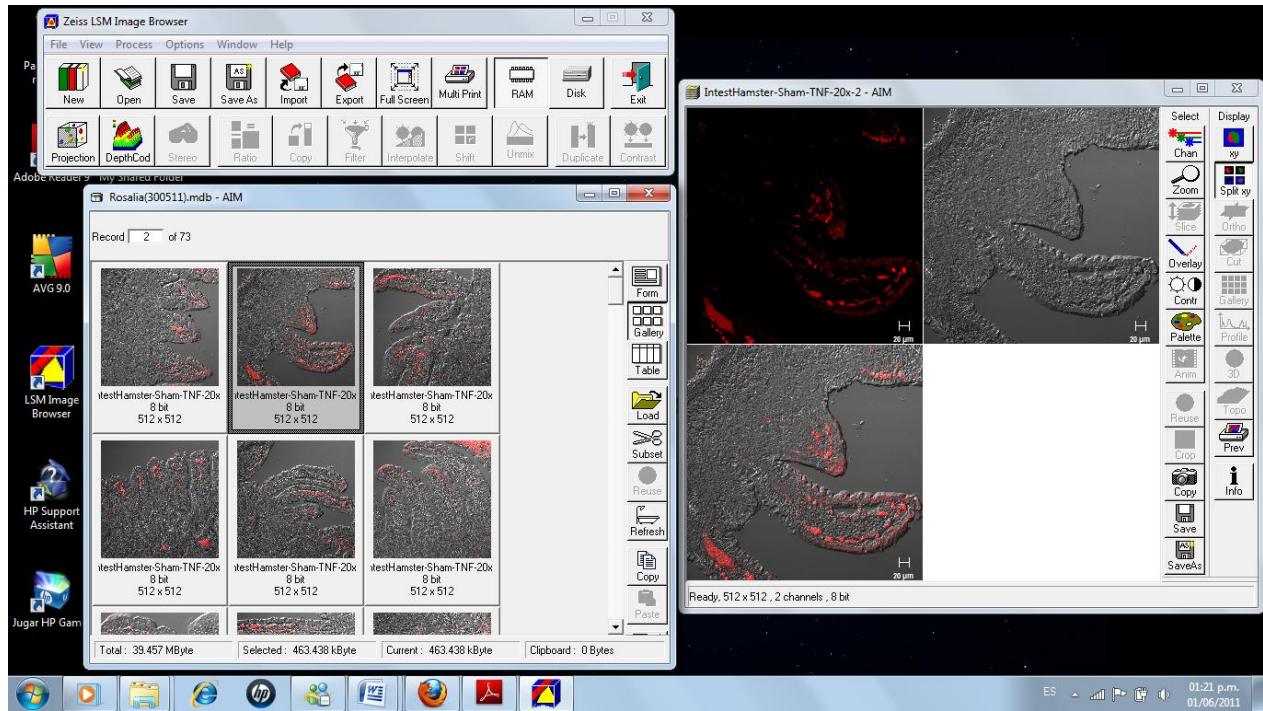 Zeiss LSM Image Browser
File View Process Options Window Help
New Open Save Save As Import Export Full Screen Multi Print RAM Disk Exit
Projection DepthCod Stereo Ratio Copy Filter Interpolate Shift Unmix Duplicate Contrast
Adobe Reader 9 My Shared Folder
Rosalia(300511).mdb - AIM
Record 2 of 73
AVG 9.0
LSM Image
Browser
HP Support
Assistant
Jugar HP Gam
ıtestHamster-Sham-TNF-20x ıtestHamster-Sham-TNF-20x ıtestHamster-Sham-TNF-20x
8 bit 8 bit 8 bit
512 x 512 512 x 512 512 x 512
ıtestHamster-Sham-TNF-20x ıtestHamster-Sham-TNF-20x ıtestHamster-Sham-TNF-20x
8 bit 8 bit 8 bit
512 x 512 512 x 512 512 x 512
Form
Gallery
Table
Load
Subset
Reuse
Refresh
Copy
Paste
Total : 39.457 MByte Selected : 463.438 kByte Current : 463.438 kByte Clipboard : 0 Bytes
IntestHamster-Sham-TNF-20x-2 - AIM
20 µm 20 µm
20 µm
Select Display
Chan xy
Zoom Split xy
Slice Ortho
Overlay Cut
Contr Gallery
Palette Profile
Anim 3D
Reuse Topo
Crop Prev
Copy Info
Save
SaveAs
Ready, 512 x 512 , 2 channels , 8 bit
ES 01:21 p.m.
01/06/2011